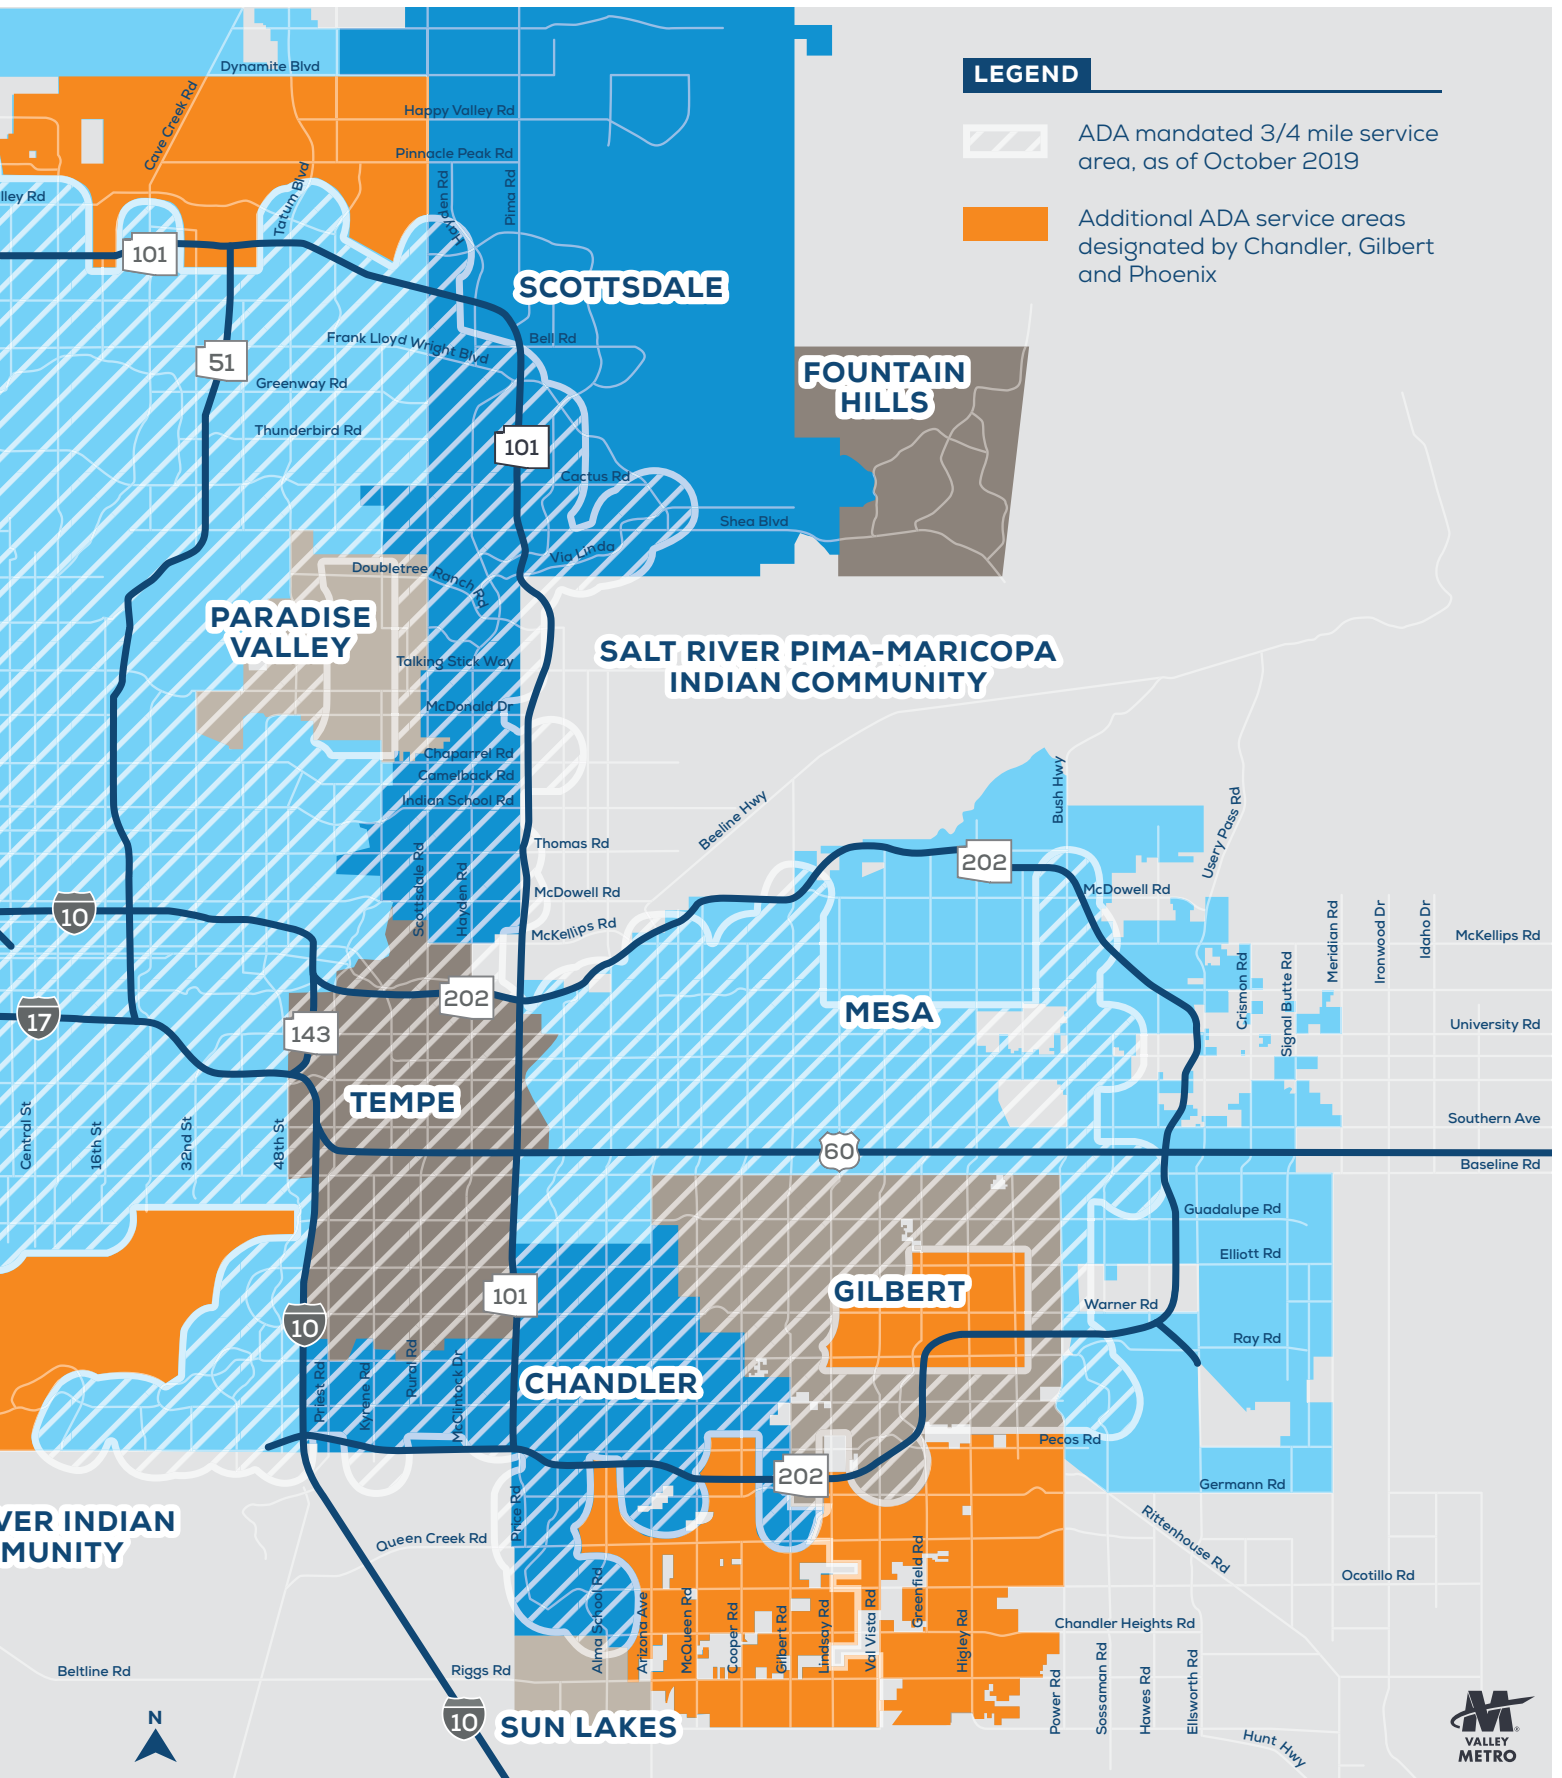 LEGEND
ADA mandated 3/4 mile service
area, as of October 2019
Additional ADA service areas
designated by Chandler, Gilbert
and Phoenix
Dynamite Blvd
Cave Creek Rd
Happy Valley Rd
Pinnacle Peak Rd
lley Rd
Tatum Blvd
Hayden Rd
Pima Rd
101
SCOTTSDALE
51
Frank Lloyd Wright Blvd
Bell Rd
Greenway Rd
FOUNTAIN
HILLS
Thunderbird Rd
101
Cactus Rd
Shea Blvd
Via Linda
Doubletree Ranch Rd
PARADISE
VALLEY
SALT RIVER PIMA-MARICOPA
INDIAN COMMUNITY
Talking Stick Way
McDonald Dr
Chaparrel Rd
Camelback Rd
Indian School Rd
Bush Hwy
Beeline Hwy
Usery Pass Rd
Thomas Rd
202
Scottsdale Rd
Hayden Rd
McDowell Rd
McDowell Rd
10
McKellips Rd
Meridian Rd
Ironwood Dr
Idaho Dr
McKellips Rd
Crismon Rd
Signal Butte Rd
202
17
143
MESA
University Rd
TEMPE
Central St
16th St
32nd St
48th St
Southern Ave
60
Baseline Rd
Guadalupe Rd
Elliott Rd
101
GILBERT
Warner Rd
10
Ray Rd
Priest Rd
Kyrene Rd
Rural Rd
McClintock Dr
CHANDLER
Pecos Rd
202
Germann Rd
VER INDIAN
MUNITY
Price Rd
Queen Creek Rd
Rittenhouse Rd
Ocotillo Rd
Alma School Rd
Arizona Ave
McQueen Rd
Cooper Rd
Gilbert Rd
Lindsay Rd
Val Vista Rd
Greenfield Rd
Higley Rd
Chandler Heights Rd
Beltline Rd
Riggs Rd
Power Rd
Sossaman Rd
Hawes Rd
Ellsworth Rd
10
SUN LAKES
Hunt Hwy
N
VALLEY
METRO